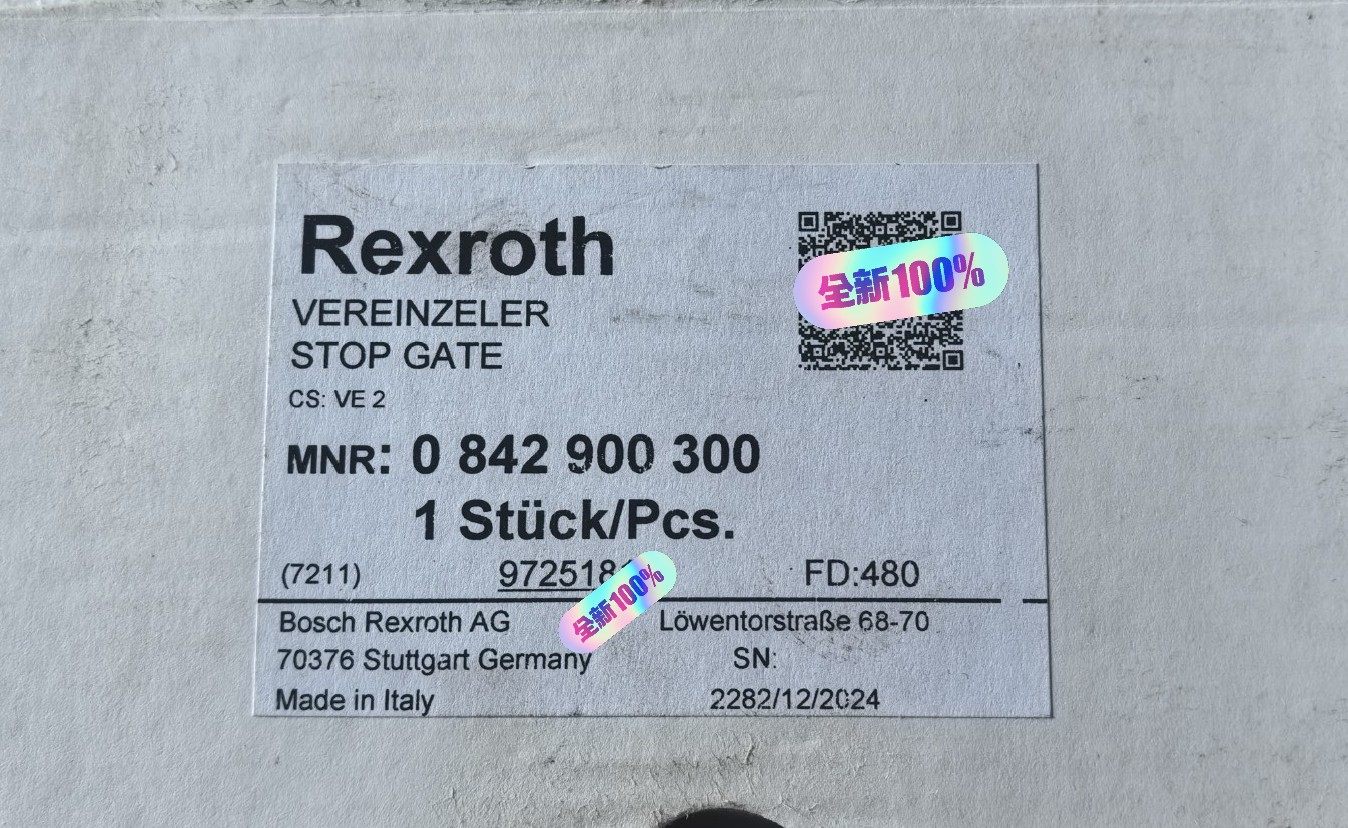 Rexroth
全新100%
VEREINZELER
STOP GATE
CS: VE 2
MNR: 0 842 900 300
1 Stück/Pcs.
(7211) FD:480
全新100%
Bosch Rexroth AG Löwentorstraße 68-70
70376 Stuttgart Germany SN:
Made in Italy 2282/12/2024